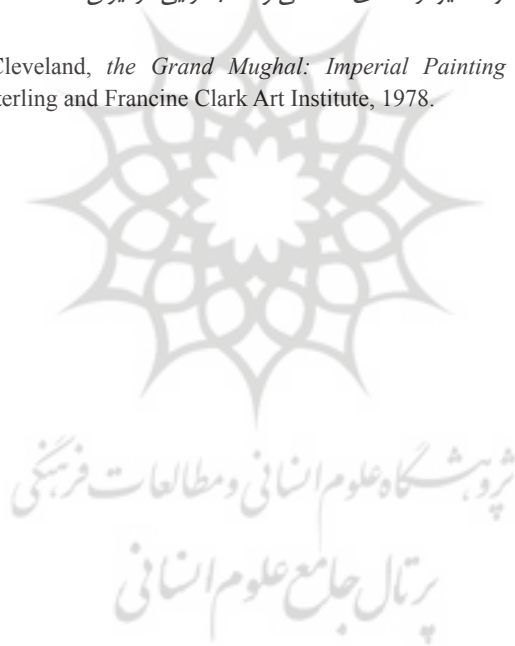 Cleveland, the Grand Mughal: Imperial Painting
terling and Francine Clark Art Institute, 1978.
پژوهشگاه علوم انسانی و مطالعات فرهنگی
پرتال جامع علوم انسانی